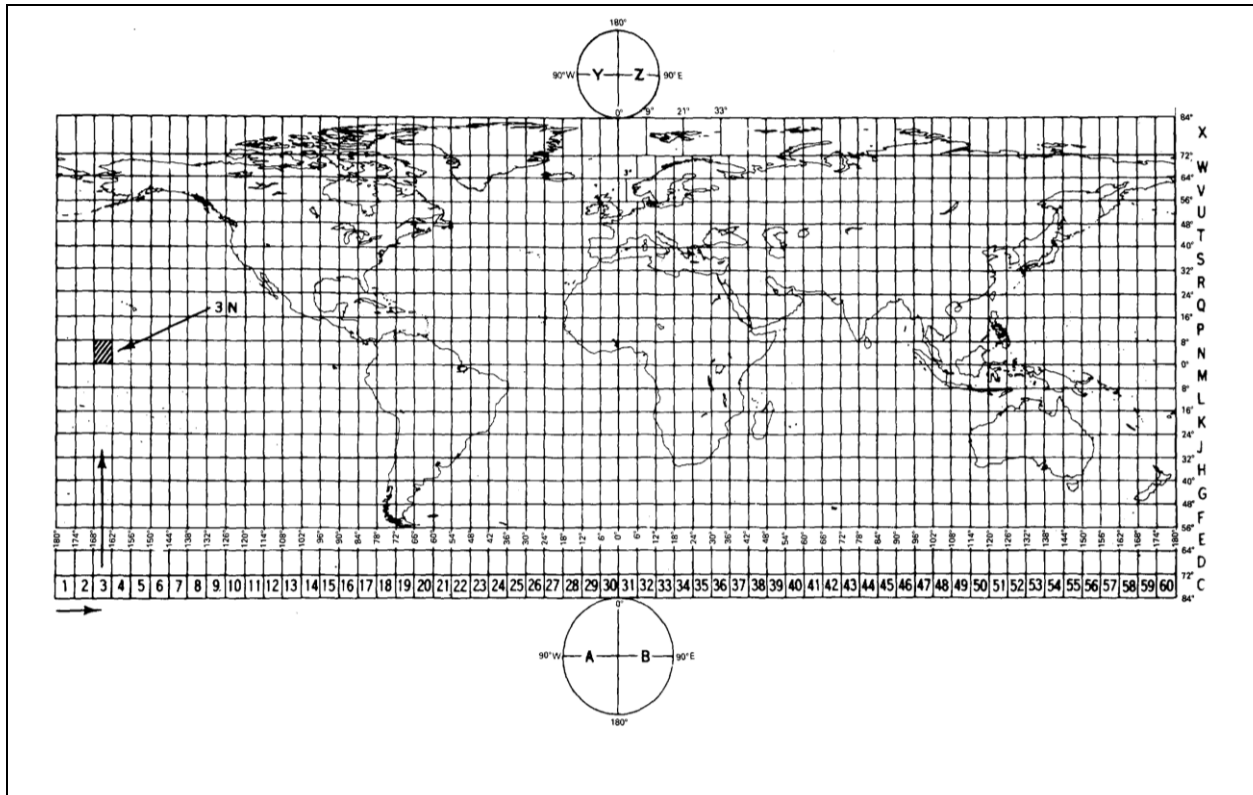 180°
90°W Y Z 90°E
0° 9° 21° 33°
84°
X
72°
W
64°
3°
V
56°
U
48°
T
40°
S
32°
R
24°
Q
3 N
16°
P
8°
N
0°
M
8°
L
16°
K
24°
J
32°
H
40°
G
48°
F
56°
180° 174° 168° 162° 156° 150° 144° 138° 132° 126° 120° 114° 108° 102° 96° 90° 84° 78° 72° 66° 60° 54° 48° 42° 36° 30° 24° 18° 12° 6° 0° 6° 12° 18° 24° 30° 36° 42° 48° 54° 60° 66° 72° 78° 84° 90° 96° 102° 108° 114° 120° 126° 132° 138° 144° 150° 156° 162° 168° 174° 180°
E
64°
D
72°
1 2 3 4 5 6 7 8 9. 10 11 12 13 14 15 16 17 18 19 20 21 22 23 24 25 26 27 28 29 30 31 32 33 34 35 36 37 38 39 40 41 42 43 44 45 46 47 48 49 50 51 52 53 54 55 56 57 58 59 60 C
84°
0°
90°W A B 90°E
180°